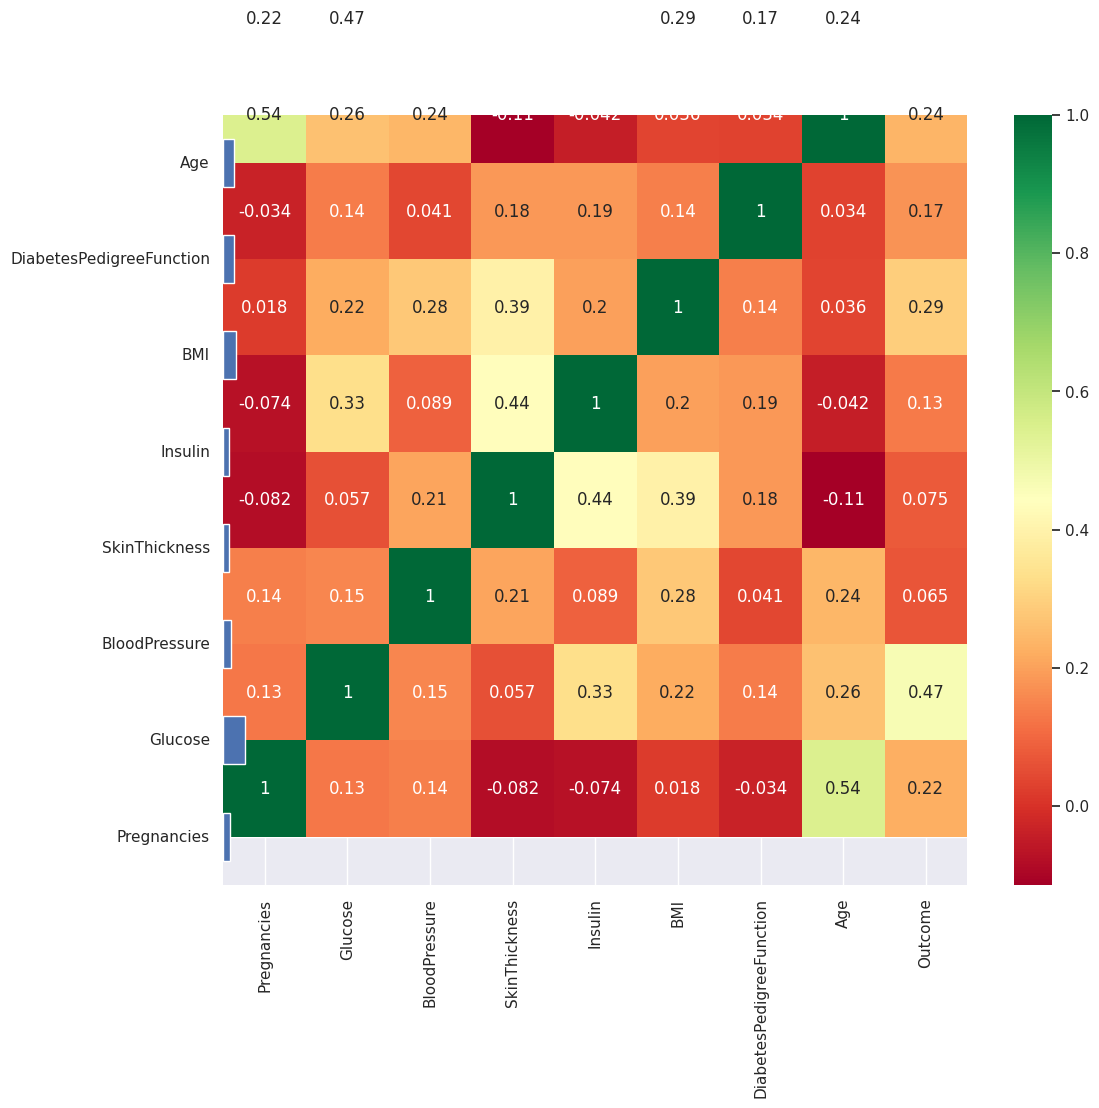 0.22 0.47 0.29 0.17 0.24
0.54 0.26 0.24 -0.11 -0.042 0.036 0.034 1 0.24
1.0
Age
-0.034 0.14 0.041 0.18 0.19 0.14 1 0.034 0.17
DiabetesPedigreeFunction
0.8
0.018 0.22 0.28 0.39 0.2 1 0.14 0.036 0.29
BMI
0.6
-0.074 0.33 0.089 0.44 1 0.2 0.19 -0.042 0.13
Insulin
-0.082 0.057 0.21 1 0.44 0.39 0.18 -0.11 0.075
0.4
SkinThickness
0.14 0.15 1 0.21 0.089 0.28 0.041 0.24 0.065
BloodPressure
0.2
0.13 1 0.15 0.057 0.33 0.22 0.14 0.26 0.47
Glucose
1 0.13 0.14 -0.082 -0.074 0.018 -0.034 0.54 0.22
0.0
Pregnancies
Pregnancies
Glucose
BloodPressure
SkinThickness
Insulin
BMI
DiabetesPedigreeFunction
Age
Outcome